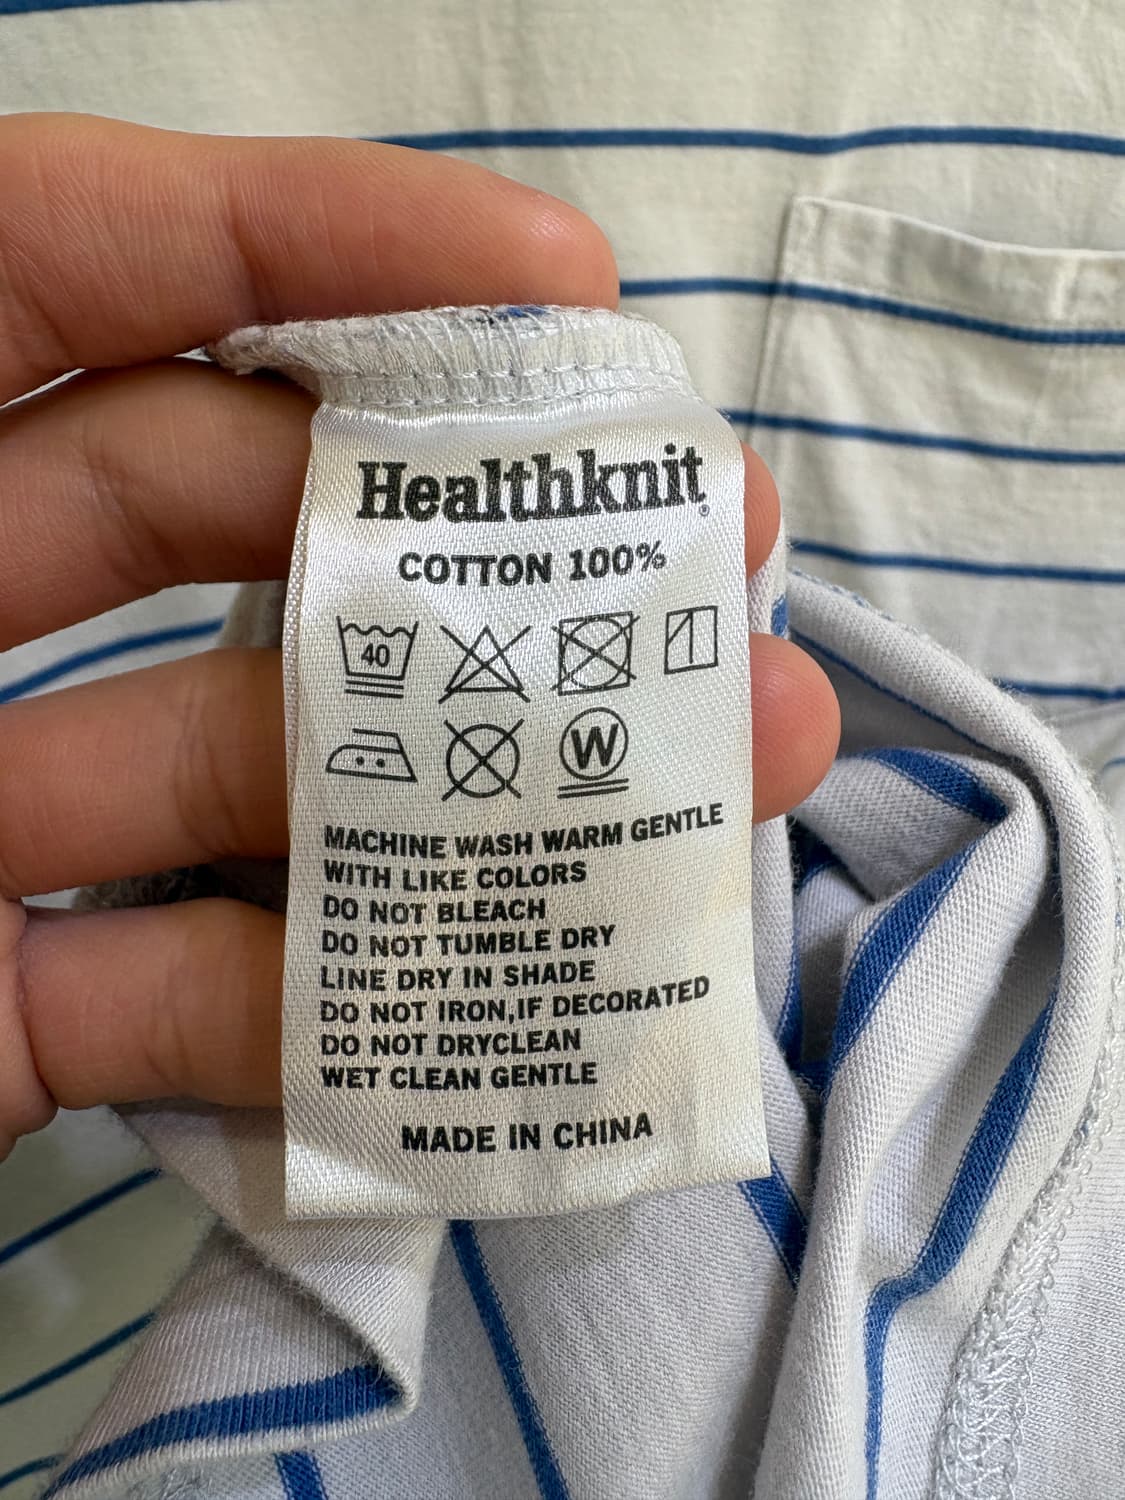 Healthknit®
COTTON 100%
40
W
MACHINE WASH WARM GENTLE
WITH LIKE COLORS
DO NOT BLEACH
DO NOT TUMBLE DRY
LINE DRY IN SHADE
DO NOT IRON,IF DECORATED
DO NOT DRYCLEAN
WET CLEAN GENTLE
MADE IN CHINA